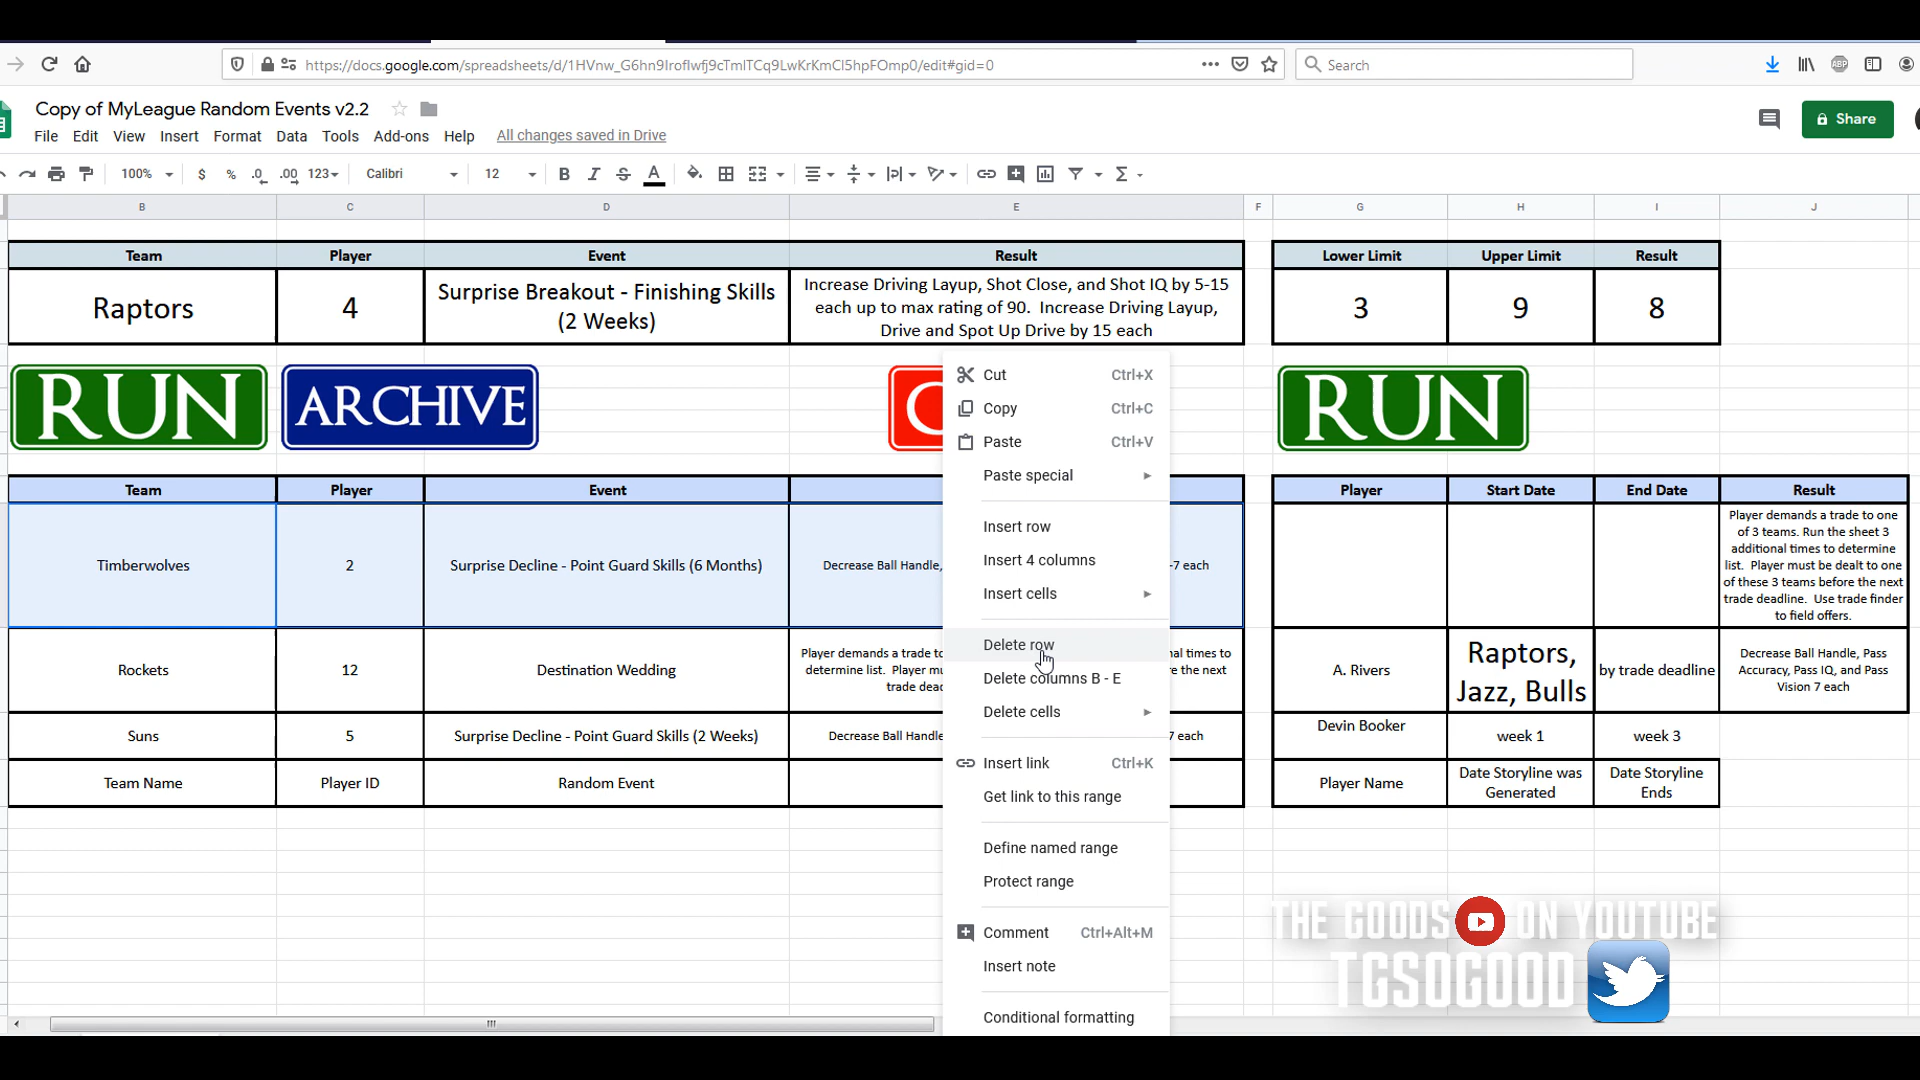 https://docs.google.com/spreadsheets/d/1HVnw_G6hn9IrofIwfj9cTmITCq9LwKrKmCl5hpFOmp0/edit#gid=0
Search
ABP
Copy of MyLeague Random Events v2.2
File Edit View Insert Format Data Tools Add-ons Help All changes saved in Drive
Share
100% $ % .0 .00 123 Calibri 12 B I S A
B C D E F G H I J
Team Player Event Result Lower Limit Upper Limit Result
Raptors 4 Surprise Breakout - Finishing Skills (2 Weeks)
Increase Driving Layup, Shot Close, and Shot IQ by 5-15
each up to max rating of 90. Increase Driving Layup,
Drive and Spot Up Drive by 15 each
3 9 8
RUN ARCHIVE C RUN
Cut Ctrl+X
Copy Ctrl+C
Paste Ctrl+V
Paste special
Insert row
Insert 4 columns
Insert cells
Delete row
Delete columns B - E
Delete cells
Insert link Ctrl+K
Get link to this range
Define named range
Protect range
Comment Ctrl+Alt+M
Insert note
Conditional formatting
Team Player Event Player Start Date End Date Result
Timberwolves 2 Surprise Decline - Point Guard Skills (6 Months) Decrease Ball Handle, -7 each
Player demands a trade to one
of 3 teams. Run the sheet 3
additional times to determine
list. Player must be dealt to one
of these 3 teams before the next
trade deadline. Use trade finder
to field offers.
Rockets 12 Destination Wedding
Player demands a trade to al times to
determine list. Player mu re the next
trade dead
A. Rivers
Raptors,
Jazz, Bulls
by trade deadline
Decrease Ball Handle, Pass
Accuracy, Pass IQ, and Pass
Vision 7 each
Suns 5 Surprise Decline - Point Guard Skills (2 Weeks) Decrease Ball Handle 7 each
Devin Booker week 1 week 3
Team Name Player ID Random Event Player Name
Date Storyline was
Generated
Date Storyline
Ends
THE GOODS ON YOUTUBE
TGSOGOOD